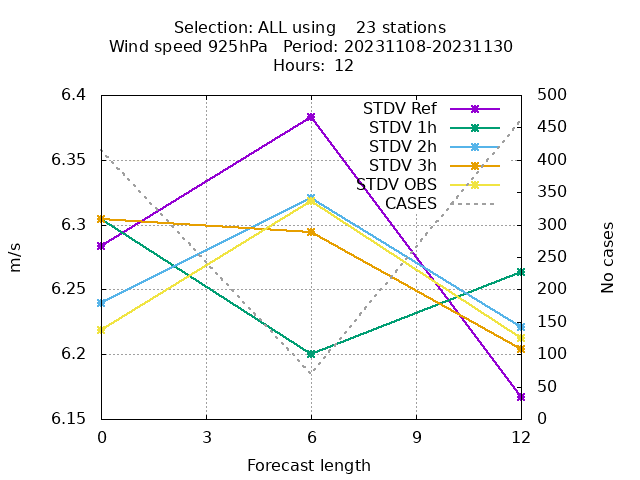 Selection: ALL using 23 stations
Wind speed 925hPa Period: 20231108-20231130
Hours: 12
6.4
6.35
6.3
6.25
6.2
6.15
m/s
STDV Ref
STDV 1h
STDV 2h
STDV 3h
STDV OBS
CASES
500
450
400
350
300
250
200
150
100
50
0
No cases
0 3 6 9 12
Forecast length